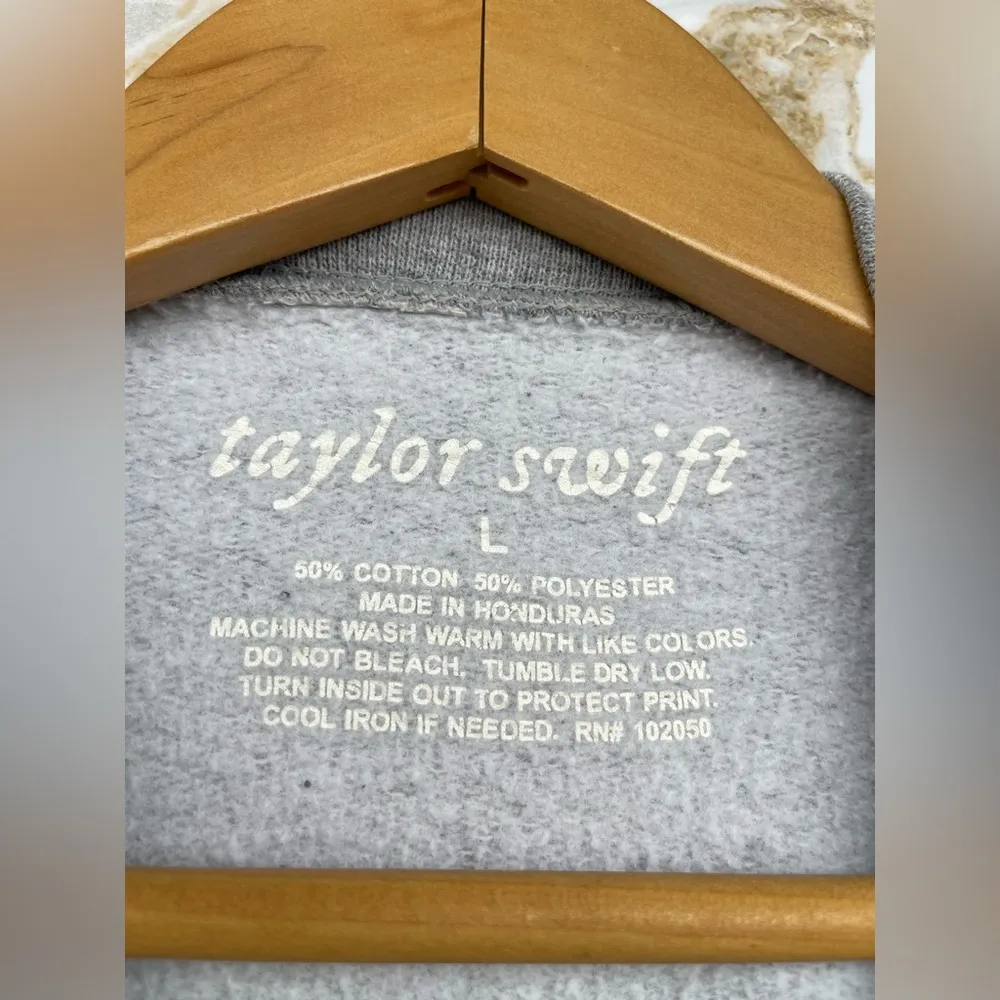 taylor swift
L
50% COTTON 50% POLYESTER
MADE IN HONDURAS
MACHINE WASH WARM WITH LIKE COLORS.
DO NOT BLEACH. TUMBLE DRY LOW.
TURN INSIDE OUT TO PROTECT PRINT.
COOL IRON IF NEEDED. RN# 102050